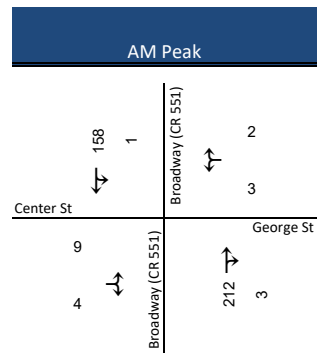 AM Peak
Broadway (CR 551)
158
1
2
3
Center St
George St
9
4
Broadway (CR 551)
212
3